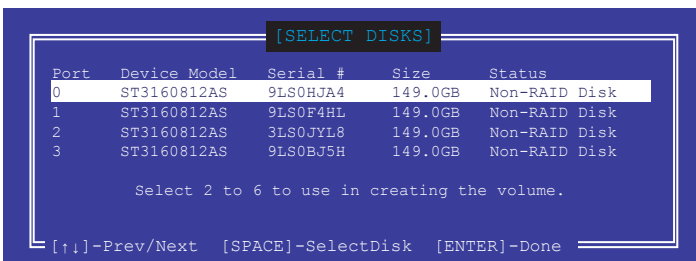 [SELECT DISKS]
Port Device Model Serial # Size Status
0 ST3160812AS 9LS0HJA4 149.0GB Non-RAID Disk
1 ST3160812AS 9LS0F4HL 149.0GB Non-RAID Disk
2 ST3160812AS 3LS0JYL8 149.0GB Non-RAID Disk
3 ST3160812AS 9LS0BJ5H 149.0GB Non-RAID Disk
Select 2 to 6 to use in creating the volume.
[↑↓]-Prev/Next [SPACE]-SelectDisk [ENTER]-Done